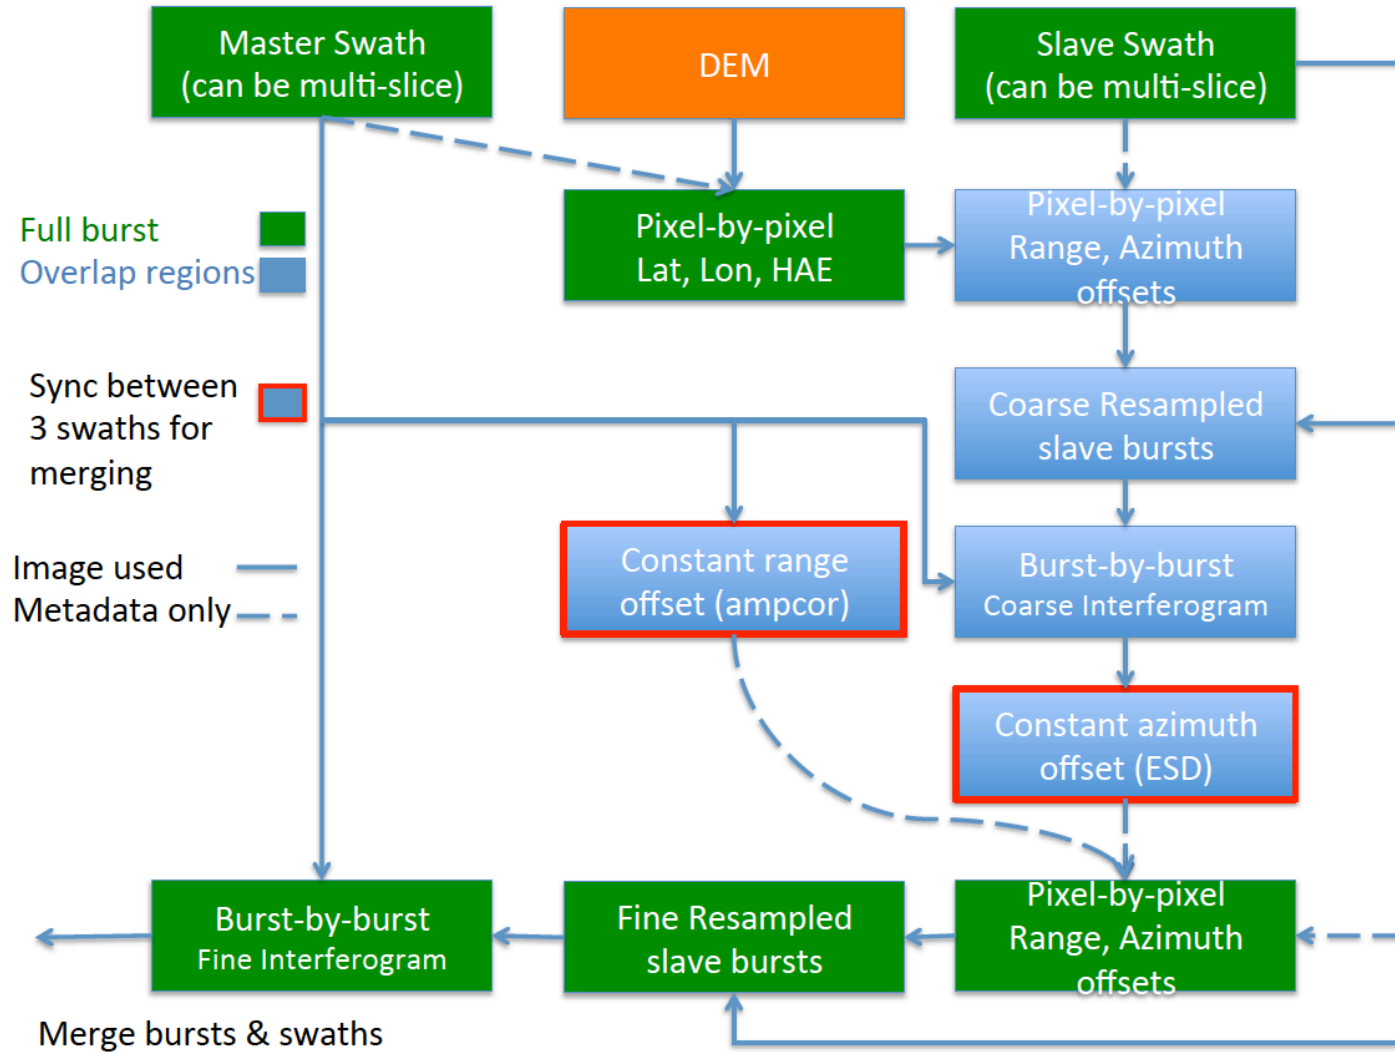 Master Swath
(can be multi-slice)
DEM
Slave Swath
(can be multi-slice)
Full burst
Overlap regions
Pixel-by-pixel
Lat, Lon, HAE
Pixel-by-pixel
Range, Azimuth
offsets
Sync between
3 swaths for
merging
Coarse Resampled
slave bursts
Image used
Metadata only
Constant range
offset (ampcor)
Burst-by-burst
Coarse Interferogram
Constant azimuth
offset (ESD)
Burst-by-burst
Fine Interferogram
Fine Resampled
slave bursts
Pixel-by-pixel
Range, Azimuth
offsets
Merge bursts & swaths